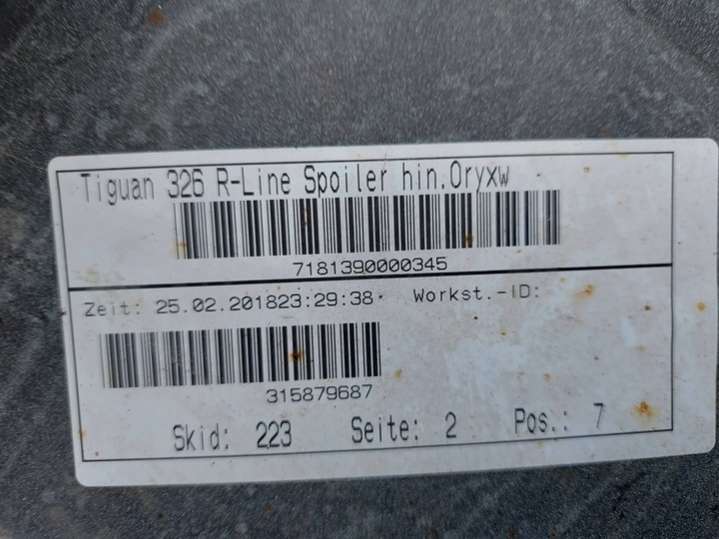 Tiguan 326 R-Line Spoiler hin.Oryxw
7181390000345
Zeit: 25.02.201823:29:38 Workst.-ID:
315879687
Skid: 223 Seite: 2 Pos.: 7